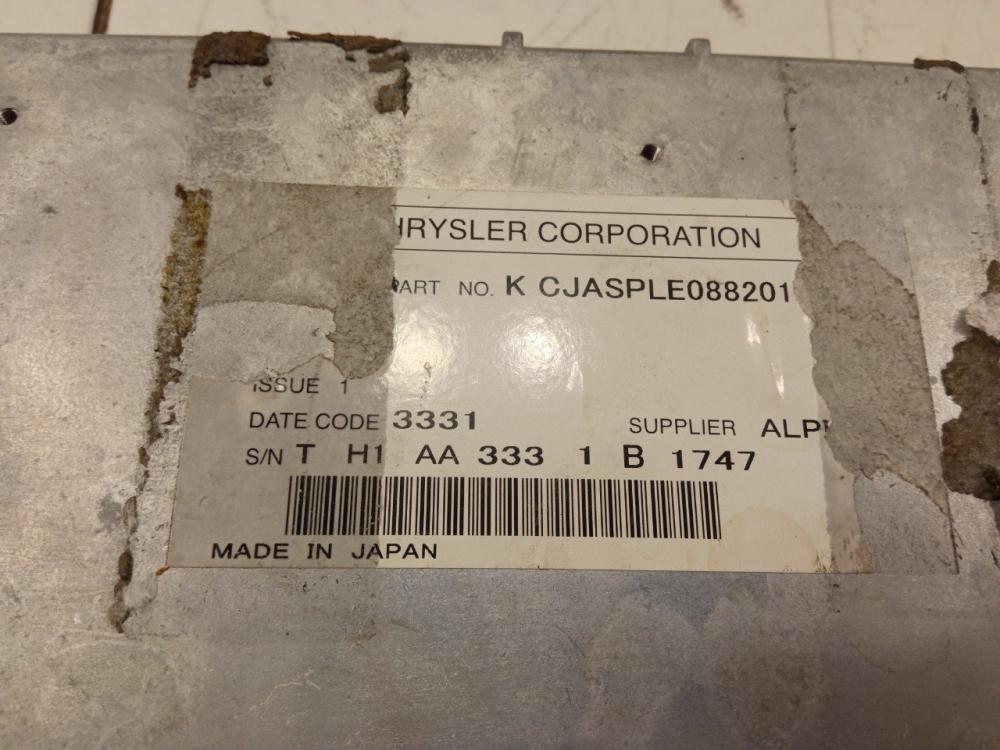 HRYSLER CORPORATION
PART NO. K CJASPLE088201
ISSUE 1
DATE CODE 3331 SUPPLIER ALP
S/N T H1 AA 333 1 B 1747
MADE IN JAPAN